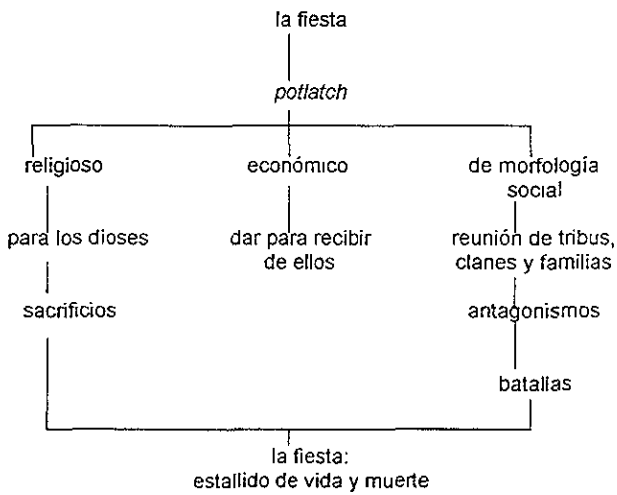 la fiesta
potlatch
religioso
económico
de morfología
social
para los dioses
dar para recibir
de ellos
reunión de tribus,
clanes y familias
sacrificios
antagonismos
batallas
la fiesta:
estallido de vida y muerte